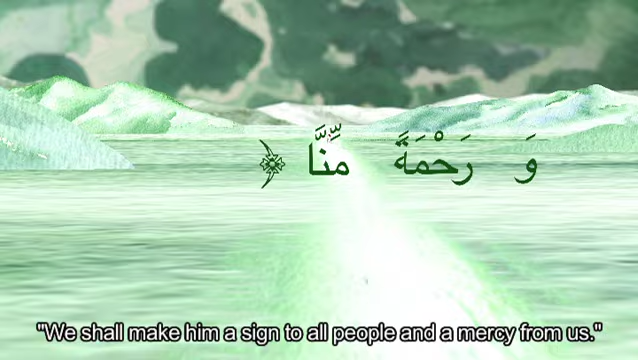 وَ رَحْمَةً مِّنَّا ﴾
"We shall make him a sign to all people and a mercy from us."